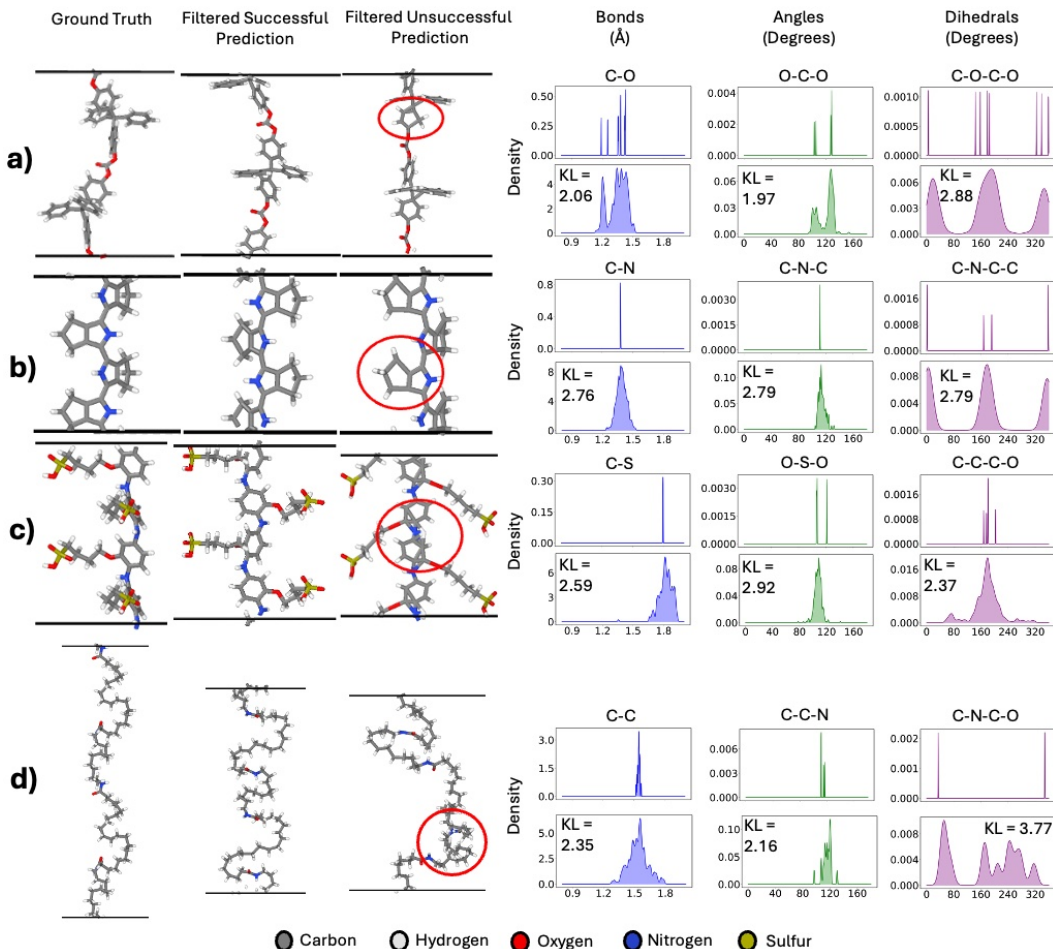 Ground Truth
Filtered Successful
Prediction
Filtered Unsuccessful
Prediction
Bonds
(Å)
Angles
(Degrees)
Dihedrals
(Degrees)
a)
C-O
O-C-O
C-O-C-O
Density
0.50
0.25
0.00
0.004
0.002
0.000
0.0010
0.0005
0.0000
KL =
2.06
4
2
0
0.9 1.2 1.5 1.8
KL =
1.97
0.06
0.03
0.00
0 40 80 120 160
KL =
2.88
0.006
0.003
0.000
0 80 160 240 320
b)
C-N
C-N-C
C-N-C-C
0.8
0.4
0.0
0.0030
0.0015
0.0000
0.0016
0.0008
0.0000
KL =
2.76
8
4
0
0.9 1.2 1.5 1.8
KL =
2.79
0.10
0.05
0.00
0 40 80 120 160
KL =
2.79
0.008
0.004
0.000
0 80 160 240 320
c)
C-S
O-S-O
C-C-C-O
Density
0.30
0.15
0.00
0.0030
0.0015
0.0000
0.0016
0.0008
0.0000
KL =
2.59
6
3
0
0.9 1.2 1.5 1.8
KL =
2.92
0.08
0.04
0.00
0 40 80 120 160
KL =
2.37
0.016
0.008
0.000
0 80 160 240 320
d)
C-C
C-C-N
C-N-C-O
Density
3.0
1.5
0.0
0.006
0.003
0.000
0.002
0.001
0.000
KL =
2.35
5.0
2.5
0.0
0.9 1.2 1.5 1.8
KL =
2.16
0.10
0.05
0.00
0 60 120 180
KL = 3.77
0.008
0.004
0.000
0 80 160 240 320
Carbon Hydrogen Oxygen Nitrogen Sulfur